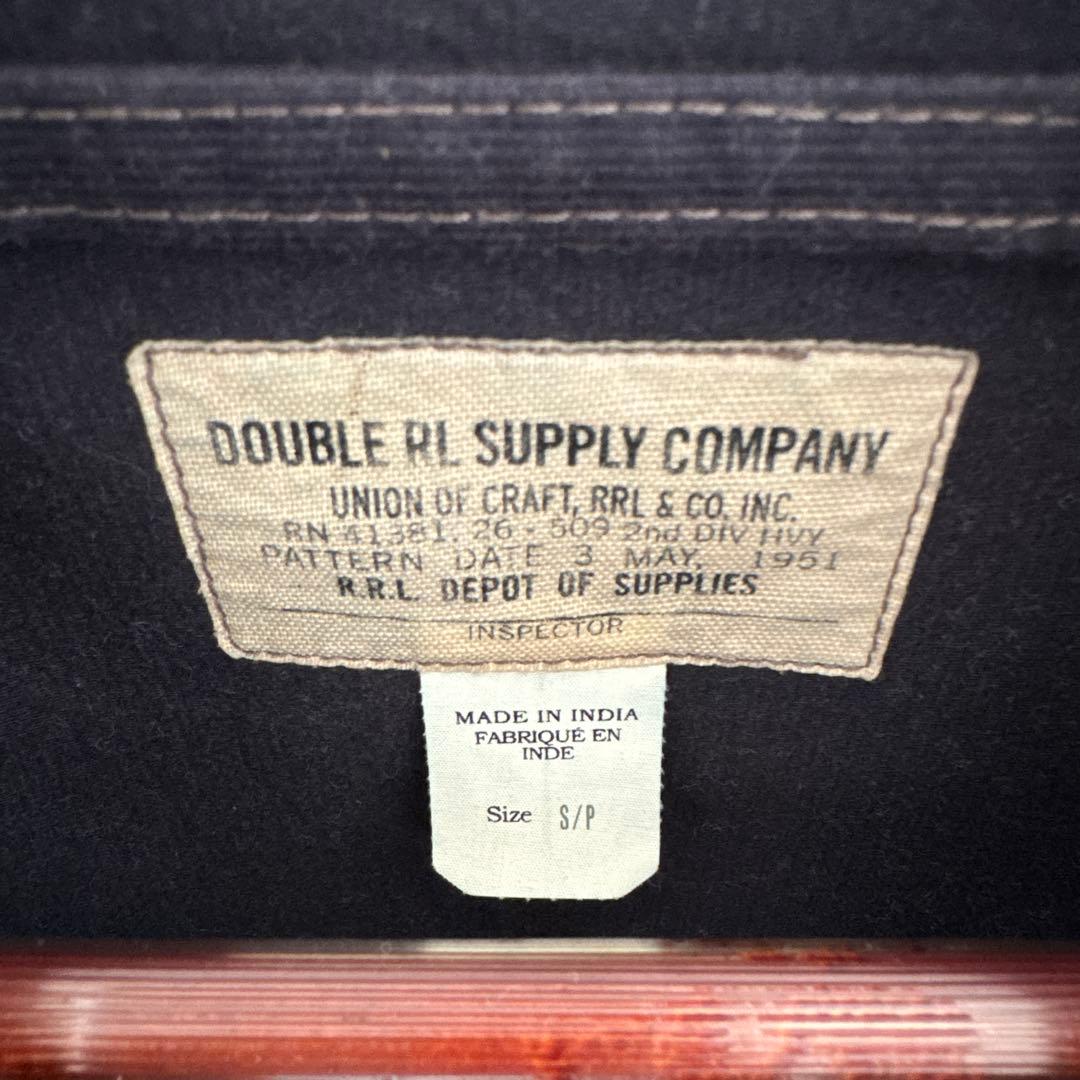 DOUBLE RL SUPPLY COMPANY
UNION OF CRAFT, RRL & CO. INC.
RN 41381. 26 - 509 2nd DIV HVY
PATTERN DATE 3 MAY, 1951
R.R.L. DEPOT OF SUPPLIES
INSPECTOR
MADE IN INDIA
FABRIQUÉ EN
INDE
Size S/P